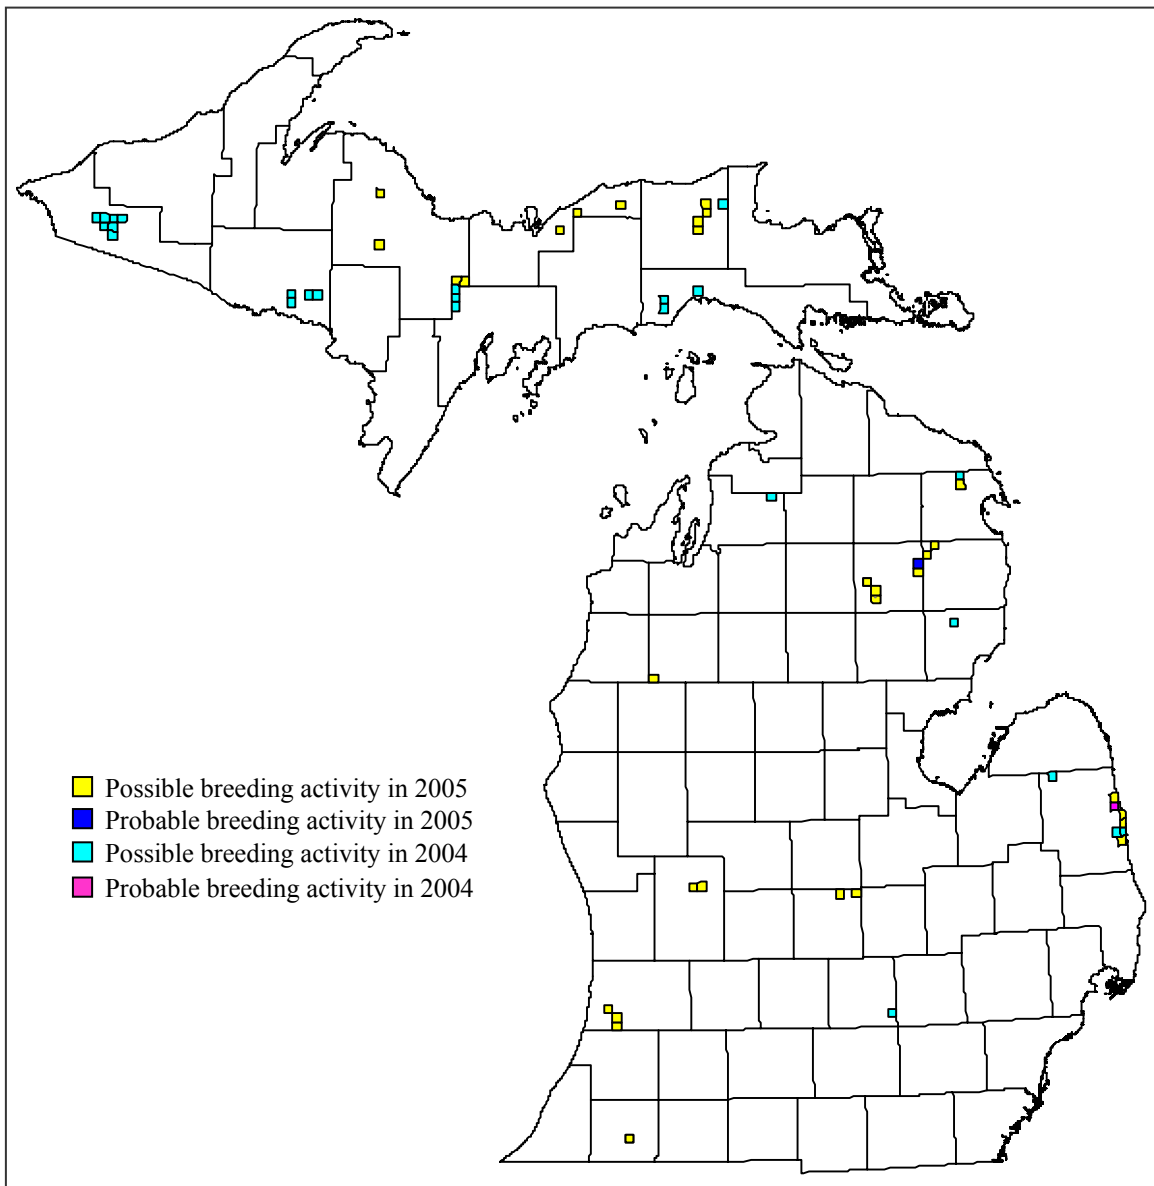 Possible breeding activity in 2005
Probable breeding activity in 2005
Possible breeding activity in 2004
Probable breeding activity in 2004